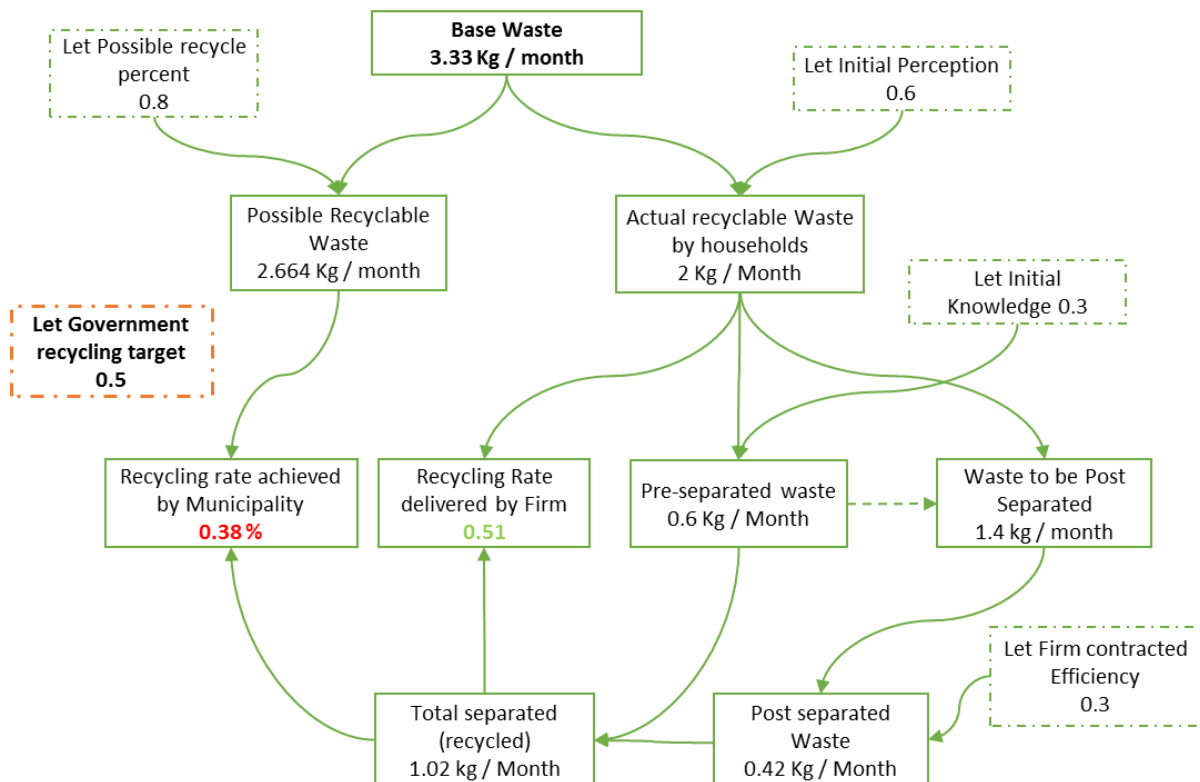 Let Possible recycle
percent
0.8
Base Waste
3.33 Kg / month
Let Initial Perception
0.6
Possible Recyclable
Waste
2.664 Kg / month
Actual recyclable Waste
by households
2 Kg / Month
Let Initial
Knowledge 0.3
Let Government
recycling target
0.5
Recycling rate achieved
by Municipality
0.38 %
Recycling Rate
delivered by Firm
0.51
Pre-separated waste
0.6 Kg / Month
Waste to be Post
Separated
1.4 kg / month
Let Firm contracted
Efficiency
0.3
Total separated
(recycled)
1.02 kg / Month
Post separated
Waste
0.42 Kg / Month